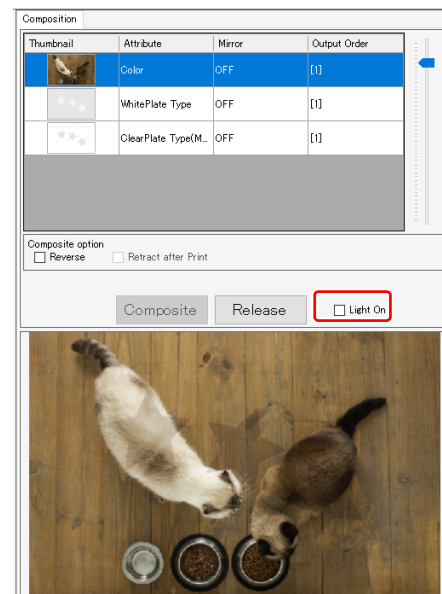 Composition
Thumbnail Attribute Mirror Output Order
Color OFF [1]
WhitePlate Type OFF [1]
ClearPlate Type(M... OFF [1]
Composite option
Reverse Retract after Print
Composite Release Light On